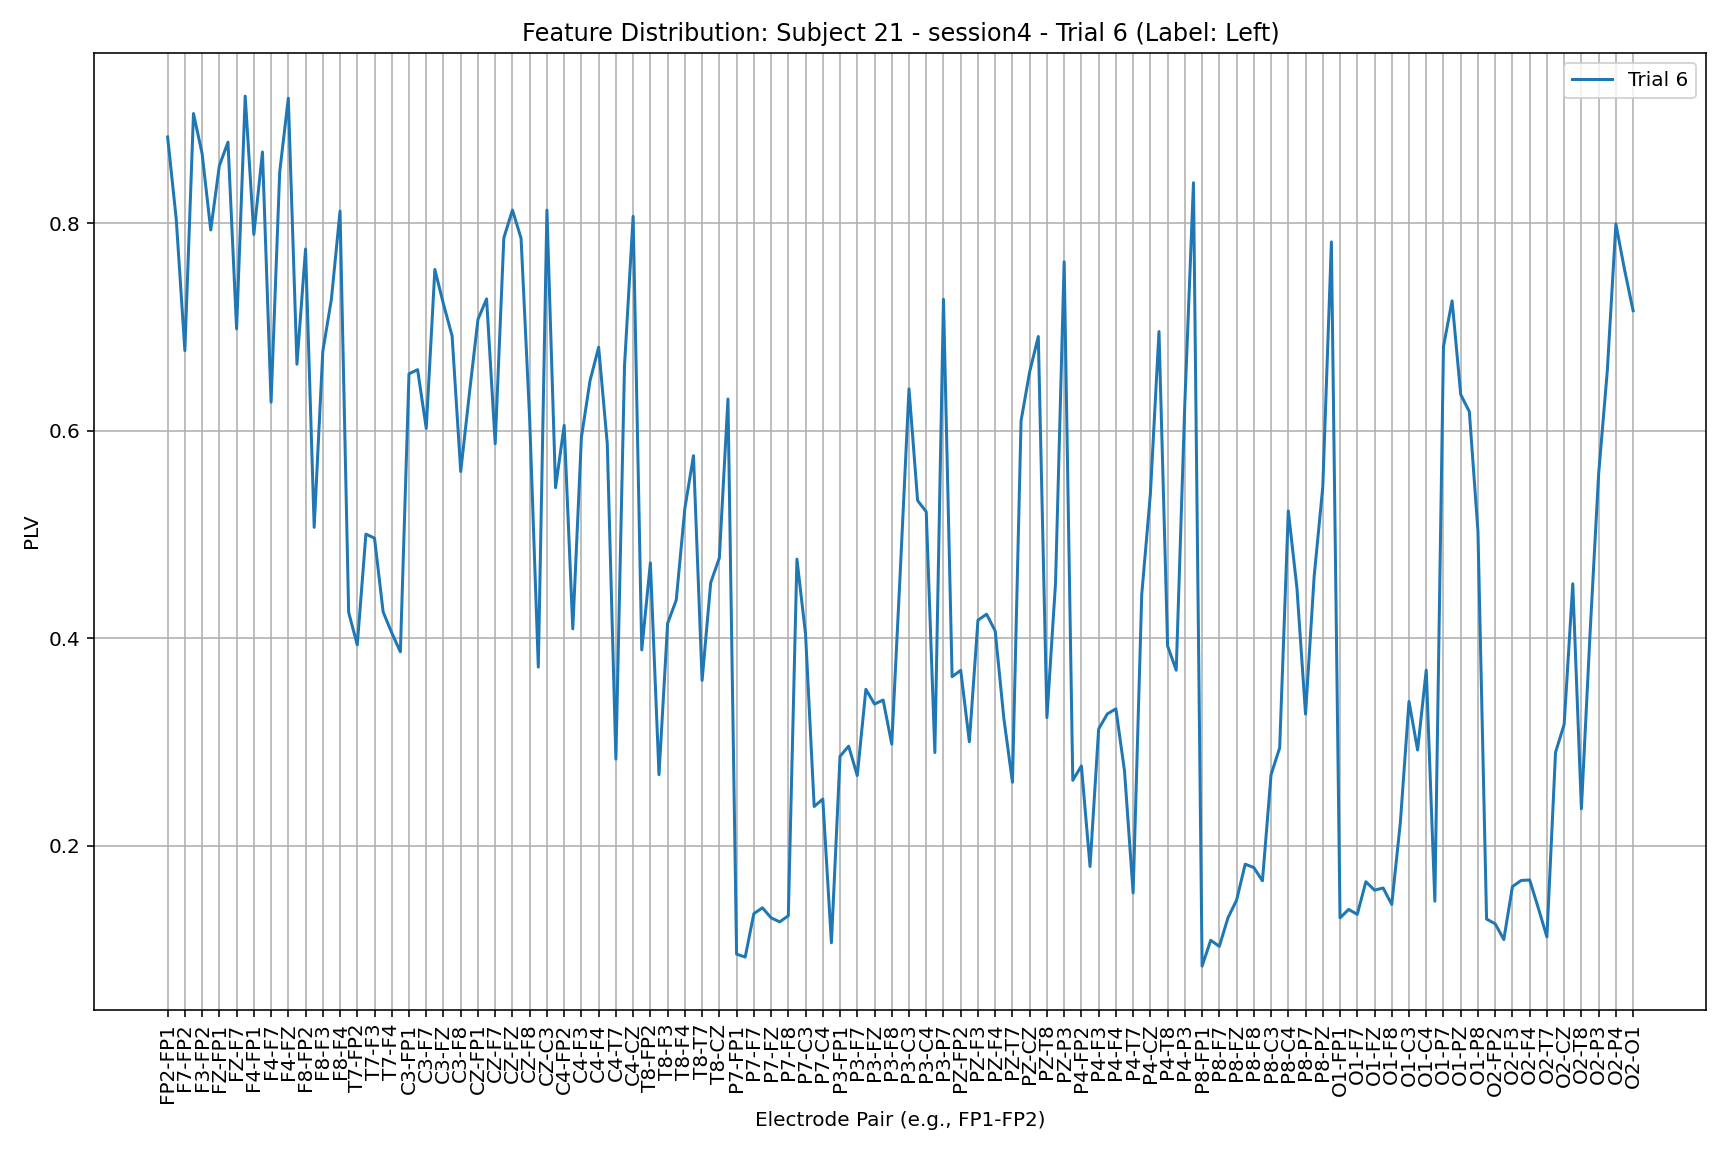 Feature Distribution: Subject 21 - session4 - Trial 6 (Label: Left)
Trial 6
PLV
0.8
0.6
0.4
0.2
FP2-FP1
F7-FP2
F3-FP2
FZ-FP1
FZ-F7
F4-FP1
F4-F7
F4-FZ
F8-FP2
F8-F3
F8-F4
T7-FP2
T7-F3
T7-F4
C3-FP1
C3-F7
C3-FZ
C3-F8
CZ-FP1
CZ-F7
CZ-FZ
CZ-F8
CZ-C3
C4-FP2
C4-F3
C4-F4
C4-T7
C4-CZ
T8-FP2
T8-F3
T8-F4
T8-T7
T8-CZ
P7-FP1
P7-F7
P7-FZ
P7-F8
P7-C3
P7-C4
P3-FP1
P3-F7
P3-FZ
P3-F8
P3-C3
P3-C4
P3-P7
PZ-FP2
PZ-F3
PZ-F4
PZ-T7
PZ-CZ
PZ-T8
PZ-P3
P4-FP2
P4-F3
P4-F4
P4-T7
P4-CZ
P4-T8
P4-P3
P8-FP1
P8-F7
P8-FZ
P8-F8
P8-C3
P8-C4
P8-P7
P8-PZ
O1-FP1
O1-F7
O1-FZ
O1-F8
O1-C3
O1-C4
O1-P7
O1-PZ
O1-P8
O2-FP2
O2-F3
O2-F4
O2-T7
O2-CZ
O2-T8
O2-P3
O2-P4
O2-O1
Electrode Pair (e.g., FP1-FP2)